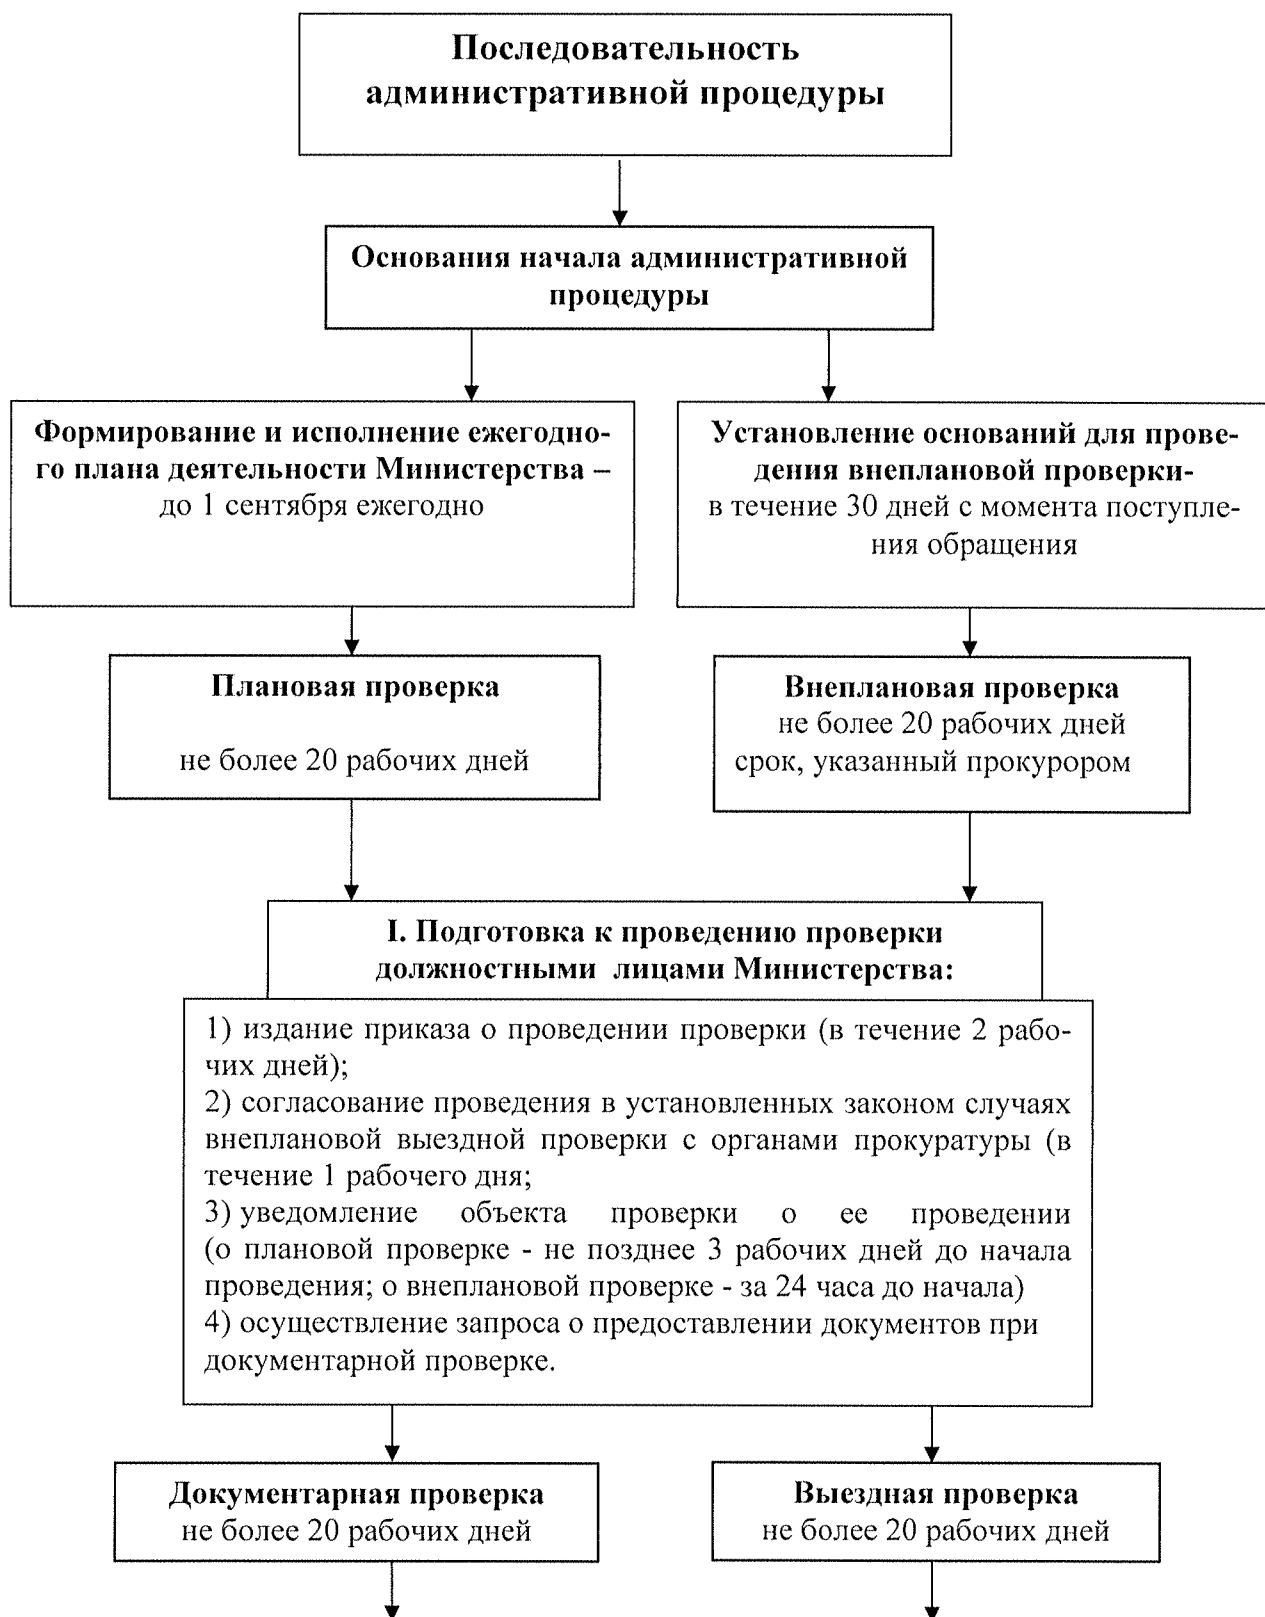 Последовательность
административной процедуры
Основания начала административной
процедуры
Формирование и исполнение ежегодно-
го плана деятельности Министерства –
до 1 сентября ежегодно
Установление оснований для прове-
дения внеплановой проверки-
в течение 30 дней с момента поступле-
ния обращения
Плановая проверка
не более 20 рабочих дней
Внеплановая проверка
не более 20 рабочих дней
срок, указанный прокурором
I. Подготовка к проведению проверки
должностными лицами Министерства:
1) издание приказа о проведении проверки (в течение 2 рабо-
чих дней);
2) согласование проведения в установленных законом случаях
внеплановой выездной проверки с органами прокуратуры (в
течение 1 рабочего дня;
3) уведомление объекта проверки о ее проведении
(о плановой проверке - не позднее 3 рабочих дней до начала
проведения; о внеплановой проверке - за 24 часа до начала)
4) осуществление запроса о предоставлении документов при
документарной проверке.
Документарная проверка
не более 20 рабочих дней
Выездная проверка
не более 20 рабочих дней